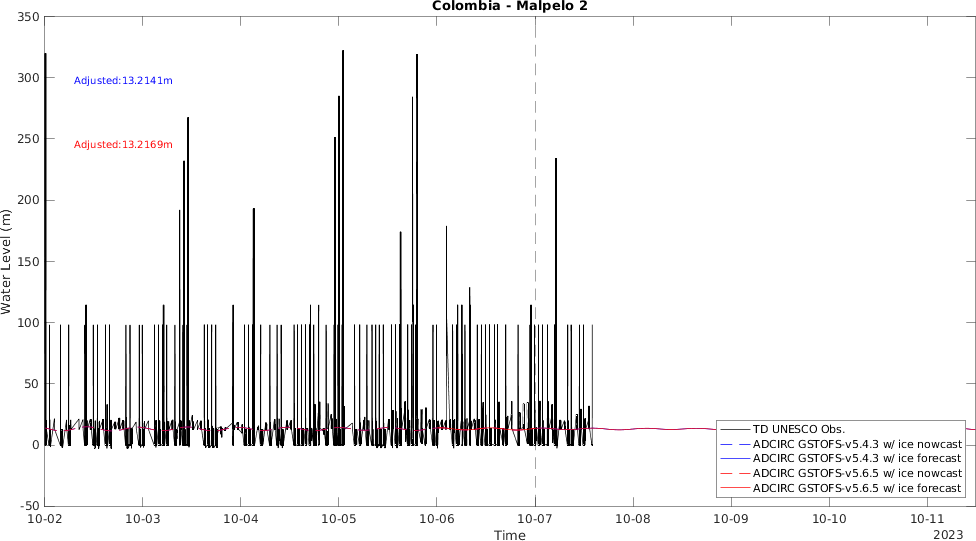 Colombia - Malpelo 2
350
300
250
200
150
100
50
0
-50
Water Level (m)
Adjusted:13.2141m
Adjusted:13.2169m
TD UNESCO Obs.
ADCIRC GSTOFS-v5.4.3 w/ ice nowcast
ADCIRC GSTOFS-v5.4.3 w/ ice forecast
ADCIRC GSTOFS-v5.6.5 w/ ice nowcast
ADCIRC GSTOFS-v5.6.5 w/ ice forecast
10-02 10-03 10-04 10-05 10-06 10-07 10-08 10-09 10-10 10-11
Time
2023